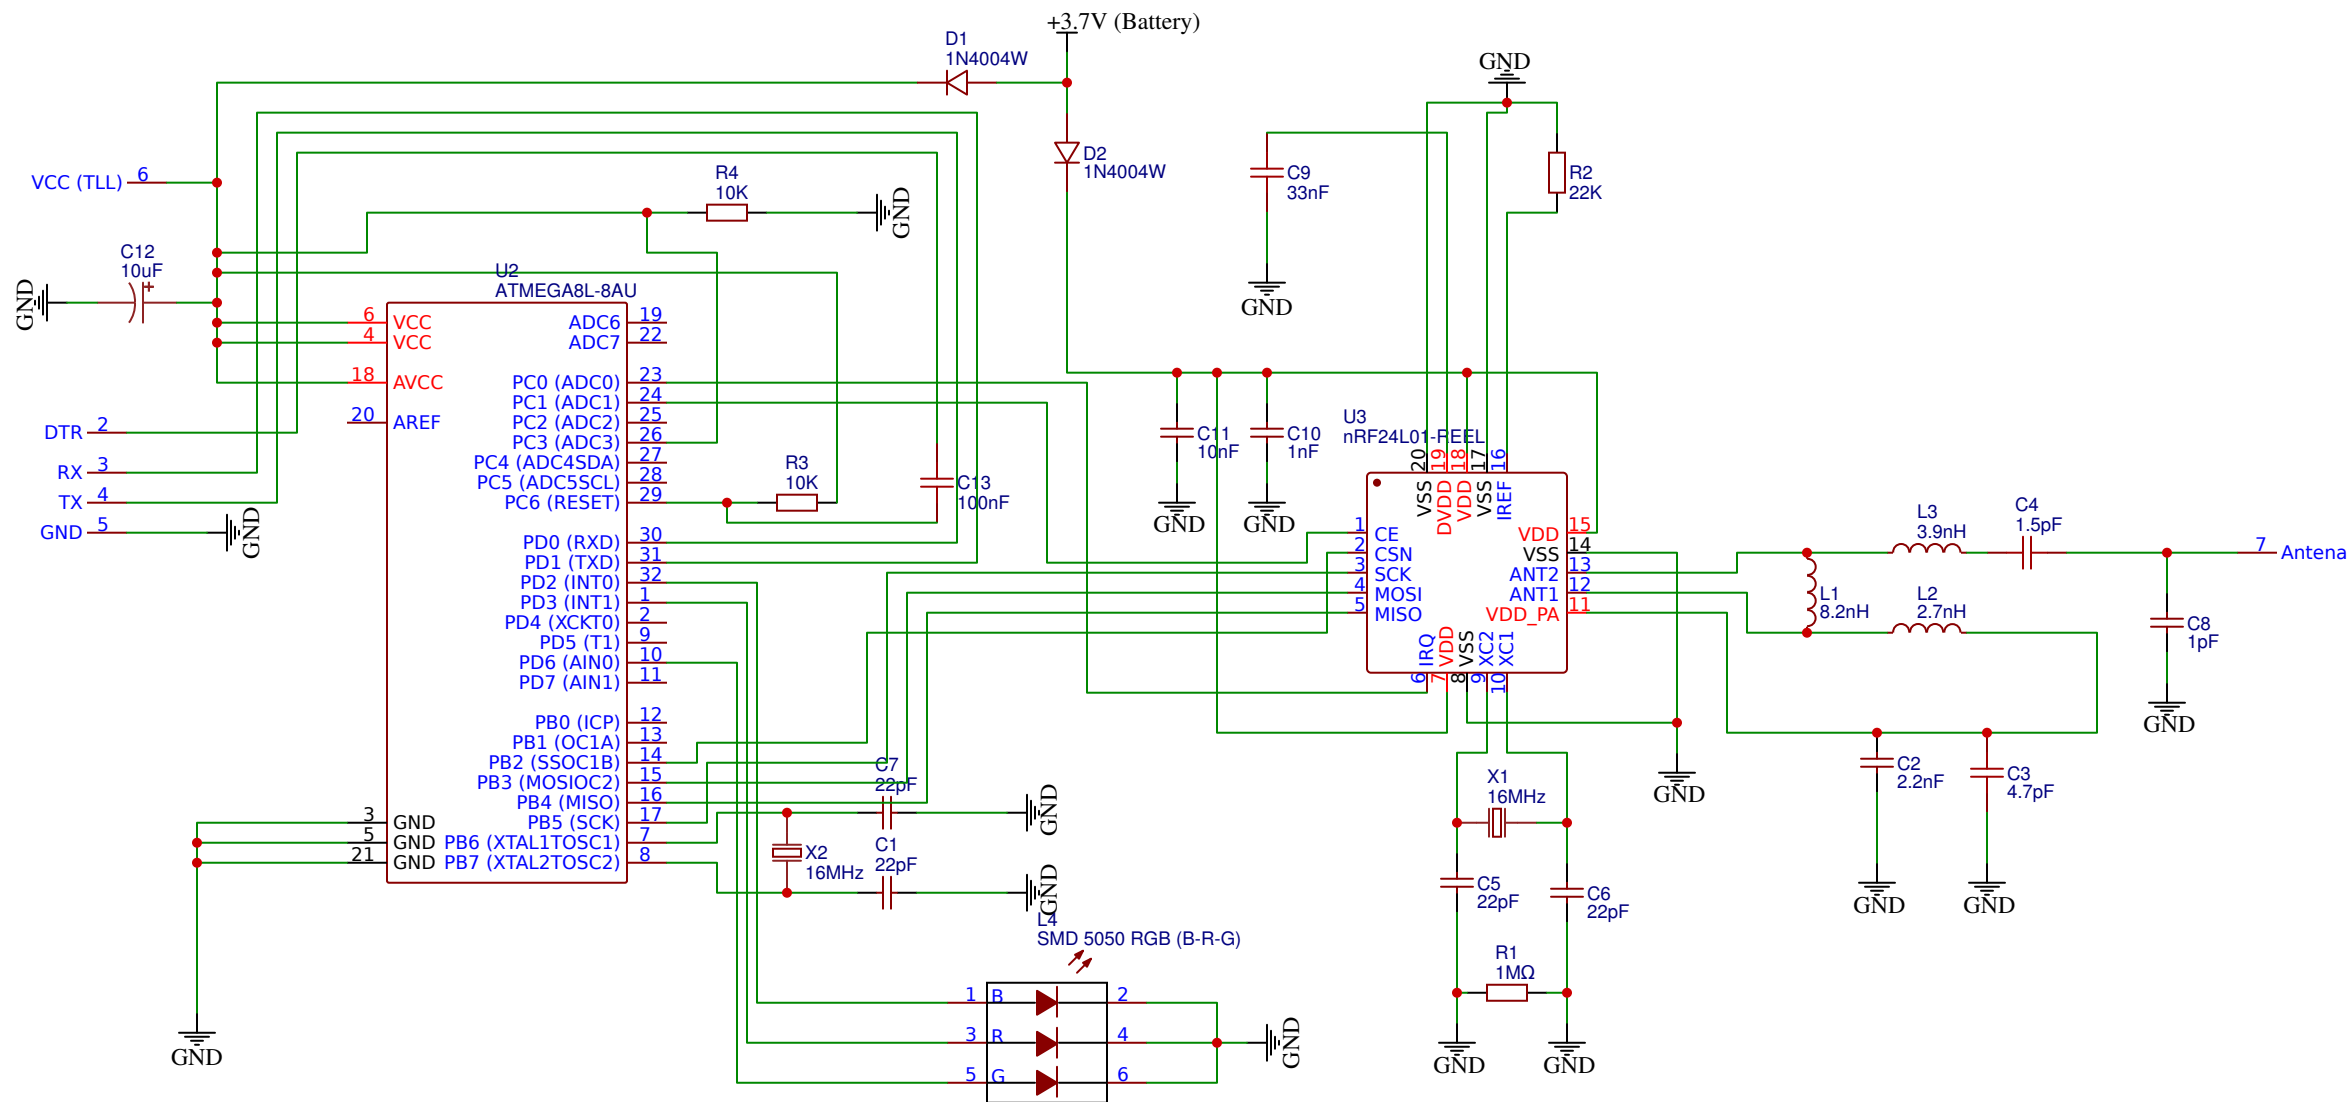 +3.7V (Battery)
D1
1N4004W
GND
D2
1N4004W
C9
33nF
GND
R2
22K
VCC (TLL) 6
R4
10K
GND
C12
10uF
GND
U2
ATMEGA8L-8AU
6 VCC
4 VCC
18 AVCC
20 AREF
3 GND
5 GND
21 GND
ADC6 19
ADC7 22
PC0 (ADC0) 23
PC1 (ADC1) 24
PC2 (ADC2) 25
PC3 (ADC3) 26
PC4 (ADC4SDA) 27
PC5 (ADC5SCL) 28
PC6 (RESET) 29
PD0 (RXD) 30
PD1 (TXD) 31
PD2 (INT0) 32
PD3 (INT1) 1
PD4 (XCKT0) 2
PD5 (T1) 9
PD6 (AIN0) 10
PD7 (AIN1) 11
PB0 (ICP) 12
PB1 (OC1A) 13
PB2 (SSOC1B) 14
PB3 (MOSIOC2) 15
PB4 (MISO) 16
PB5 (SCK) 17
PB6 (XTAL1TOSC1) 7
PB7 (XTAL2TOSC2) 8
DTR 2
RX 3
TX 4
GND 5
GND
GND
R3
10K
C13
100nF
C11
10nF
GND
C10
1nF
GND
U3
nRF24L01-REEL
20 VSS
19 DVDD
18 VDD
17 VSS
16 IREF
1 CE
2 CSN
3 SCK
4 MOSI
5 MISO
VDD 15
VSS 14
ANT2 13
ANT1 12
VDD_PA 11
IRQ 6
VDD 7
VSS 8
XC2 9
XC1 10
L3
3.9nH
C4
1.5pF
7 Antena
L1
8.2nH
L2
2.7nH
C8
1pF
GND
C2
2.2nF
GND
C3
4.7pF
GND
GND
X1
16MHz
C5
22pF
C6
22pF
R1
1MΩ
GND
GND
C7
22pF
GND
X2
16MHz
C1
22pF
GND
L4
SMD 5050 RGB (B-R-G)
1 B 2
3 R 4
5 G 6
GND